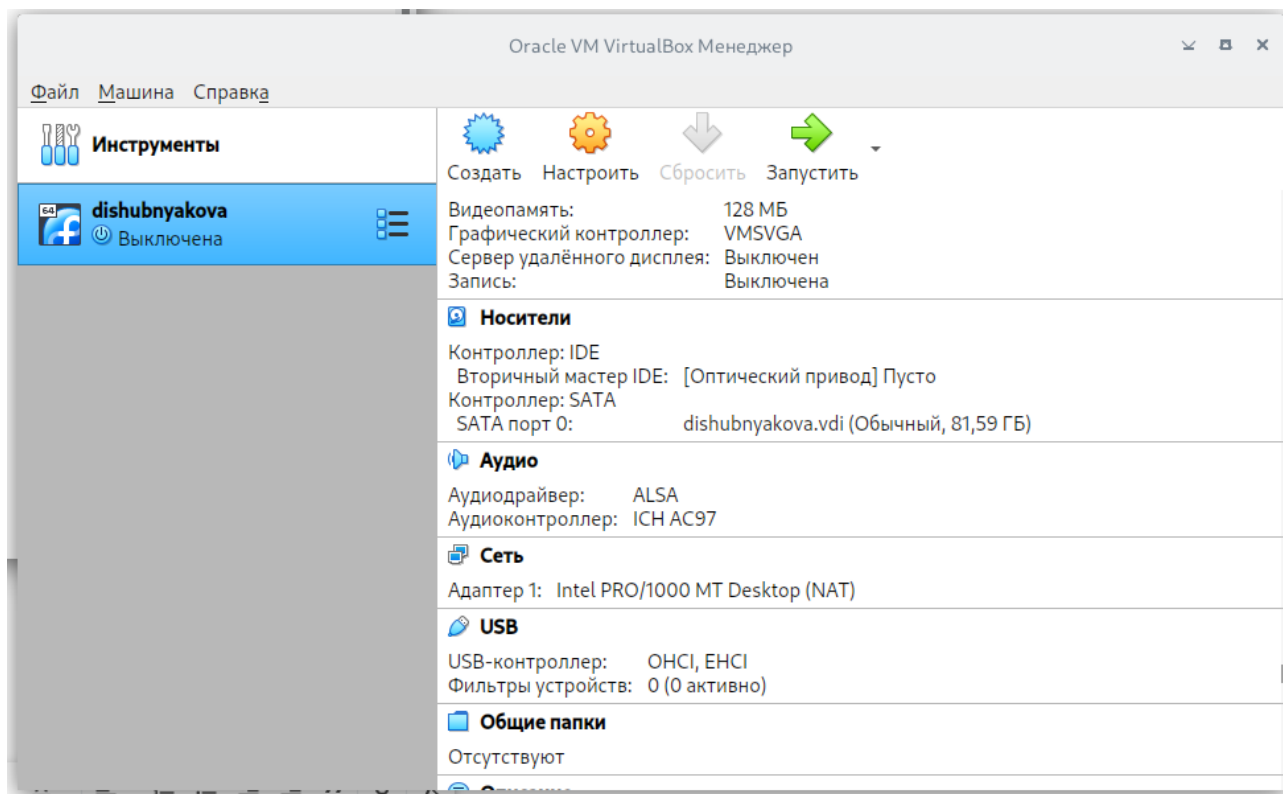 Oracle VM VirtualBox Менеджер
Файл Машина Справка
Инструменты
64
dishubnyakova
Выключена
Создать Настроить Сбросить Запустить
Видеопамять: 128 МБ
Графический контроллер: VMSVGA
Сервер удалённого дисплея: Выключен
Запись: Выключена
Носители
Контроллер: IDE
Вторичный мастер IDE: [Оптический привод] Пусто
Контроллер: SATA
SATA порт 0: dishubnyakova.vdi (Обычный, 81,59 ГБ)
Аудио
Аудиодрайвер: ALSA
Аудиоконтроллер: ICH AC97
Сеть
Адаптер 1: Intel PRO/1000 MT Desktop (NAT)
USB
USB-контроллер: OHCI, EHCI
Фильтры устройств: 0 (0 активно)
Общие папки
Отсутствуют